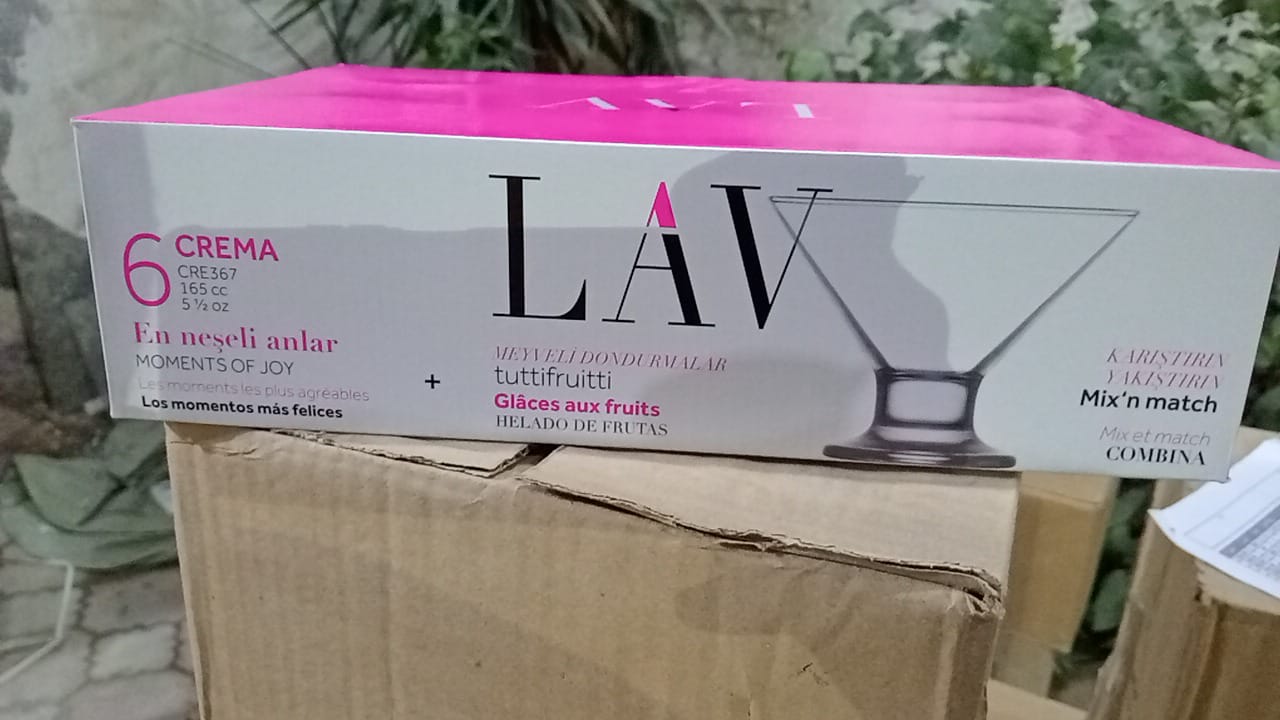 LAV
6 CREMA
CRE367
165 cc
5 ½ oz
En neşeli anlar
MOMENTS OF JOY
Les moments les plus agréables
Los momentos más felices
+
LAV
MEYVELİ DONDURMALAR
tuttifruitti
Glâces aux fruits
HELADO DE FRUTAS
KARIŞTIRIN
YAKIŞTIRIN
Mix'n match
Mix et match
COMBINA